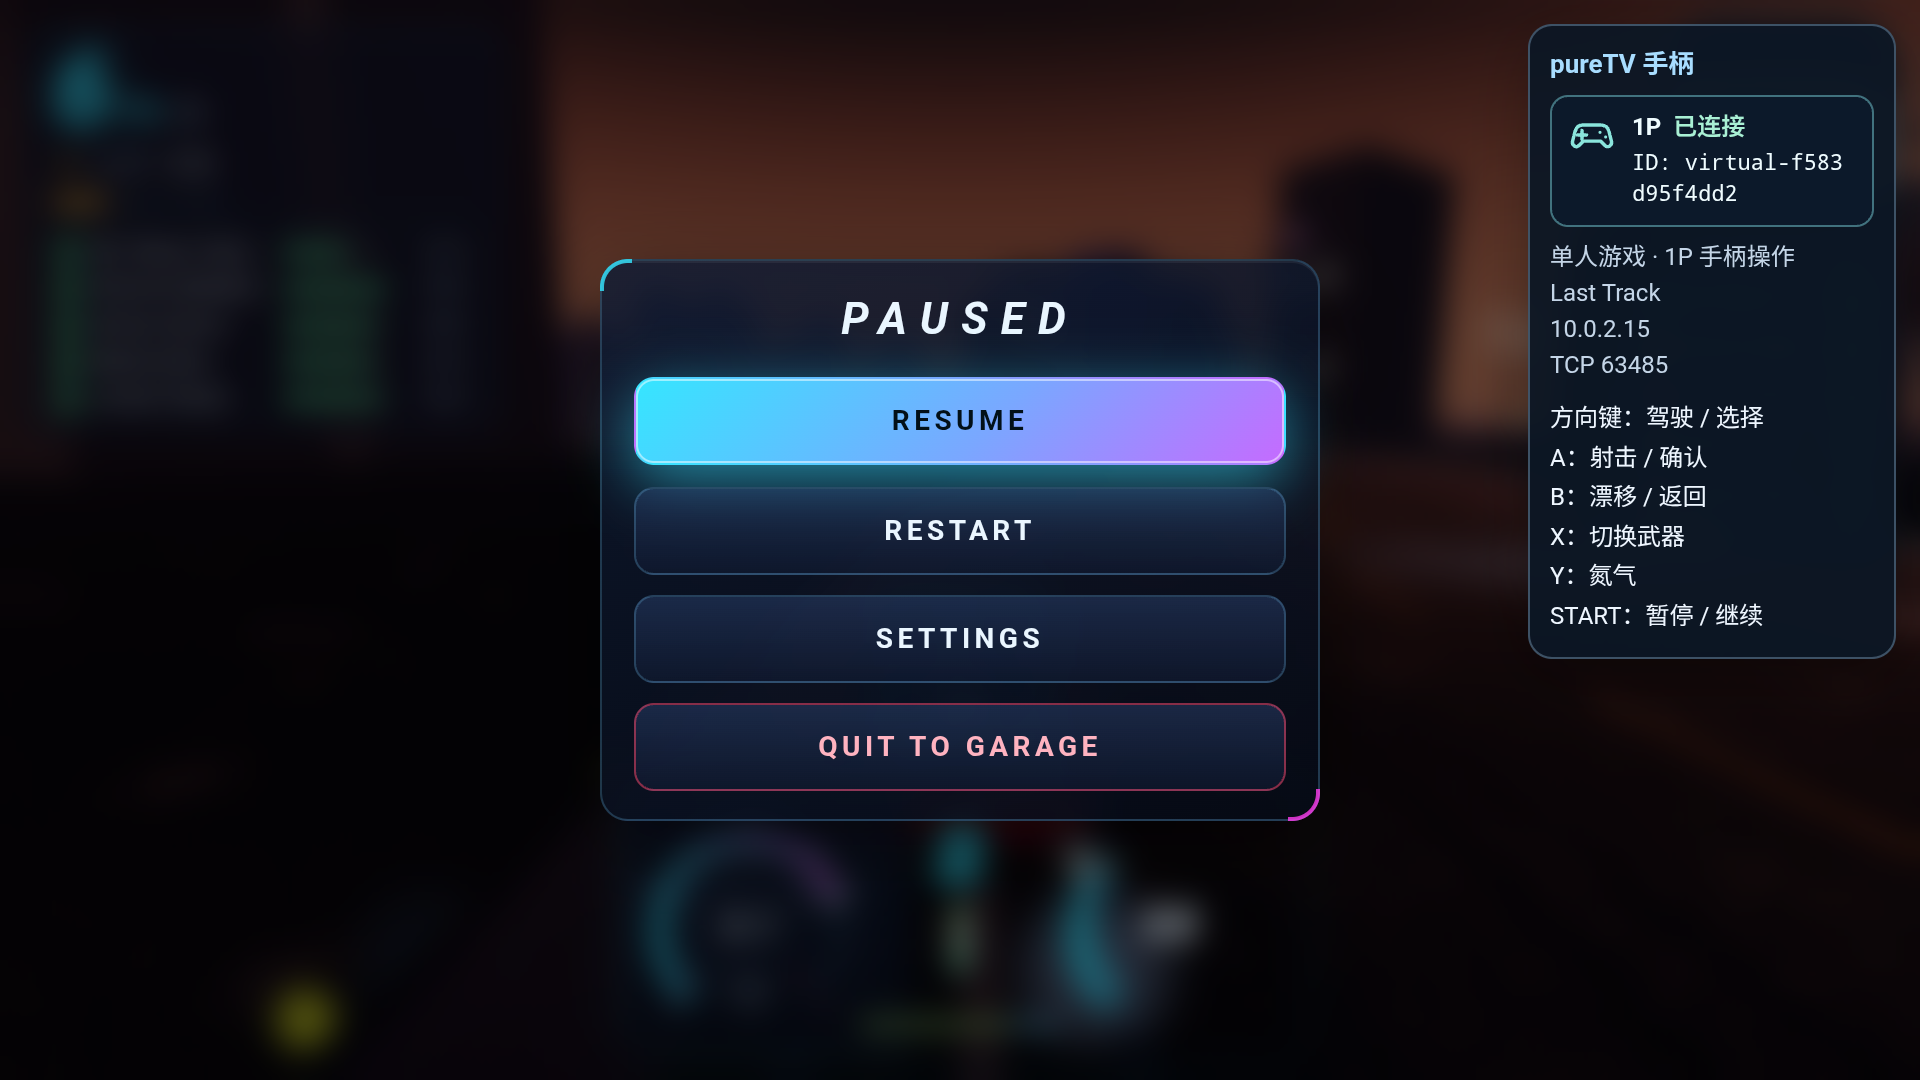 PAUSED
RESUME
RESTART
SETTINGS
QUIT TO GARAGE
pureTV 手柄
1P 已连接
ID: virtual-f583
d95f4dd2
单人游戏 · 1P 手柄操作
Last Track
10.0.2.15
TCP 63485
方向键：驾驶 / 选择
A：射击 / 确认
B：漂移 / 返回
X：切换武器
Y：氮气
START：暂停 / 继续